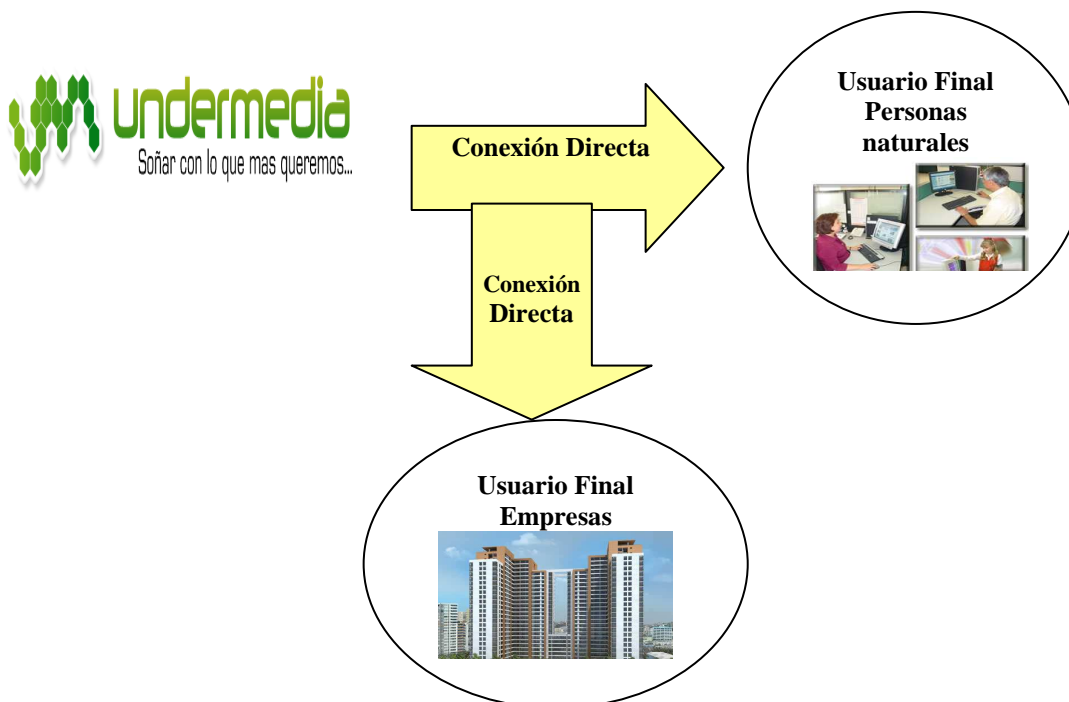 undermedia
Soñar con lo que mas queremos...
Conexión Directa
Usuario Final
Personas
naturales
Conexión
Directa
Usuario Final
Empresas